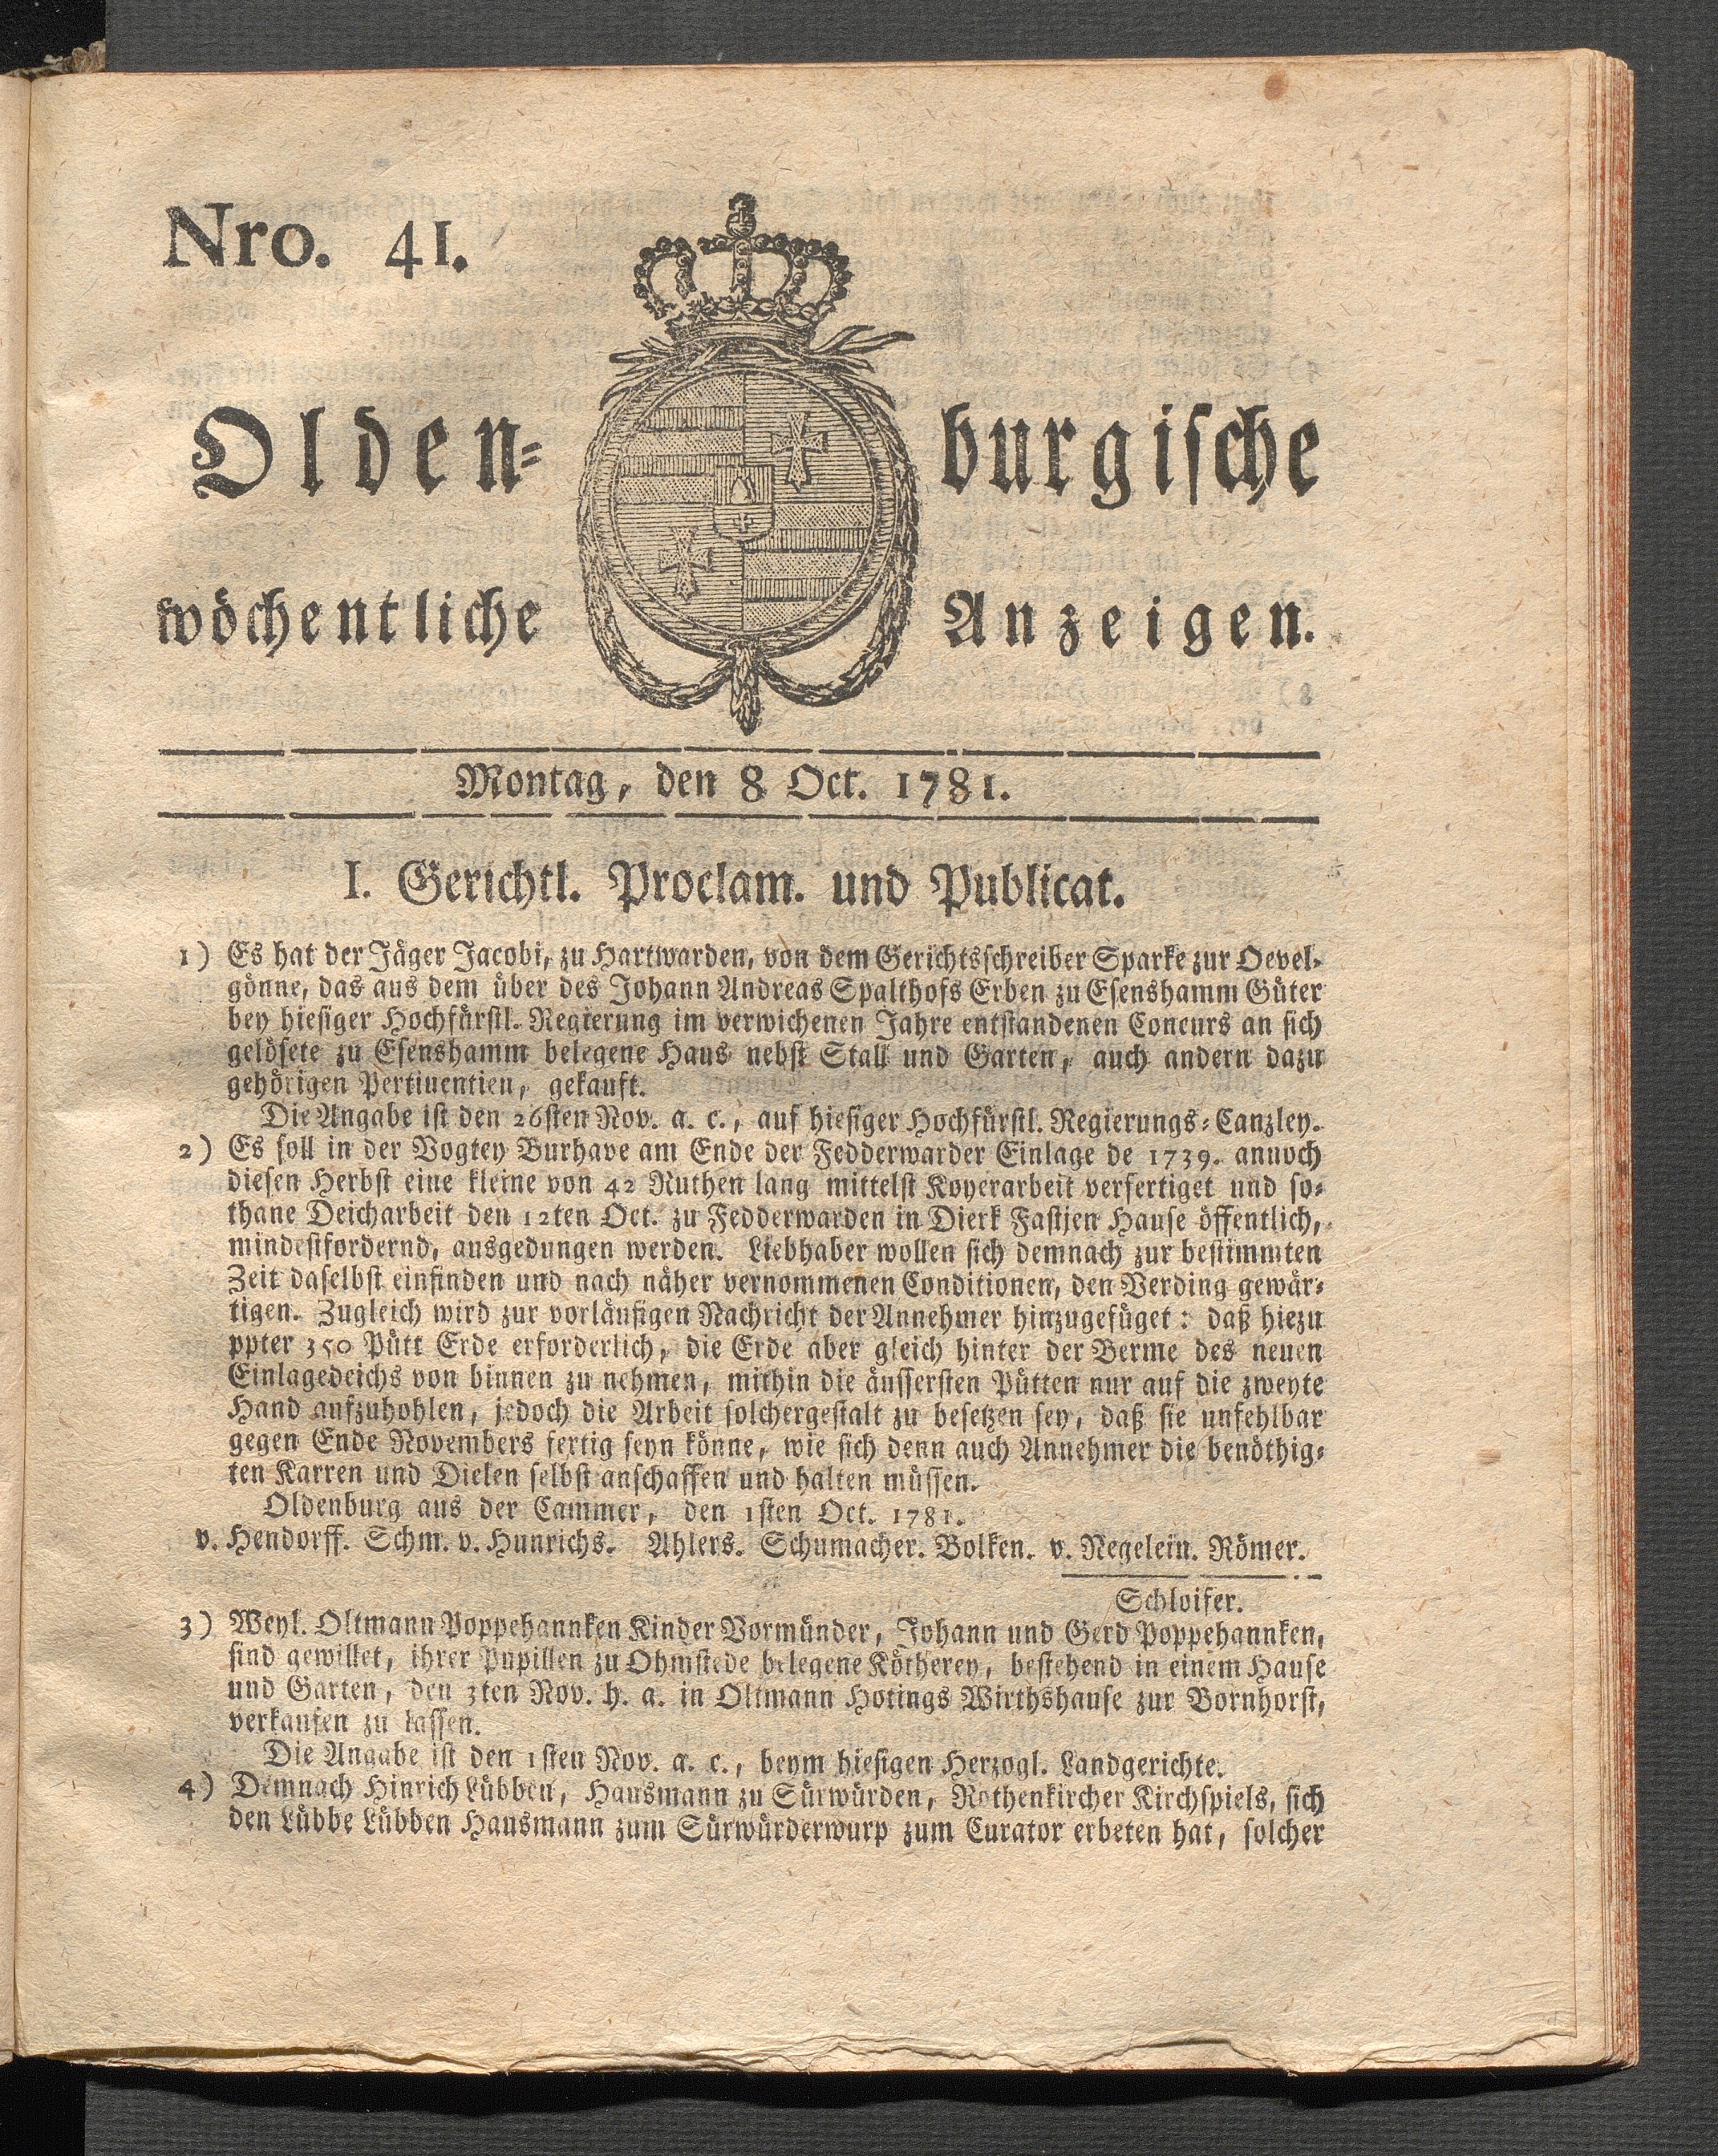 Nro. 41.
Olden- burgische
wöchentliche Anzeigen.
Montag, den 8 Oct. 1781.
I. Gerichtl. Proclam. und Publicat.
1) Es hat der Jäger Jacobi, zu Hartwarden, von dem Gerichtsschreiber Sparke zur Oevel-
gönne, das aus dem über des Johann Andreas Spalthofs Erben zu Esenshamm Güter
bey hiesiger Hochfürstl. Regierung im verwichenen Jahre entstandenen Concurs an sich
gelösete zu Esenshamm belegene Haus nebst Stall und Garten, auch andern dazu
gehörigen Pertinentien, gekauft.
Die Angabe ist den 26sten Nov. a. c., auf hiesiger Hochfürstl. Regierungs-Canzley.
2) Es soll in der Vogtey Burhave am Ende der Fedderwarder Einlage de 1739. annoch
diesen Herbst eine kleine von 42 Ruthen lang mittelst Koyerarbeit verfertiget und so-
thane Deicharbeit den 12ten Oct. zu Fedderwarden in Dierk Fastjen Hause öffentlich,
mindestfordernd, ausgedungen werden. Liebhaber wollen sich demnach zur bestimmten
Zeit daselbst einfinden und nach näher vernommenen Conditionen, den Verding gewär-
tigen. Zugleich wird zur vorläufigen Nachricht der Annehmer hinzugefüget: daß hiezu
ppter 350 Pütt Erde erforderlich, die Erde aber gleich hinter der Berme des neuen
Einlagedeichs von binnen zu nehmen, mithin die äussersten Pütten nur auf die zweyte
Hand aufzuhohlen, jedoch die Arbeit solchergestalt zu besetzen sey, daß sie unfehlbar
gegen Ende Novembers fertig seyn könne, wie sich denn auch Annehmer die benöthig-
ten Karren und Dielen selbst anschaffen und halten müssen.
Oldenburg aus der Cammer, den 1sten Oct. 1781.
v. Hendorff. Schm. v. Hunrichs. Ahlers. Schumacher. Bolken. v. Negelein. Römer.
Schloifer.
3) Weyl. Oltmann Poppehannken Kinder Vormünder, Johann und Gerd Poppehannken,
sind gewillet, ihrer Pupillen zu Ohmstede belegene Kötherey, bestehend in einem Hause
und Garten, den 3ten Nov. h. a. in Oltmann Hotings Wirthshause zur Bornhorst,
verkaufen zu lassen.
Die Angabe ist den 1sten Nov. a. c., beym hiesigen Herzogl. Landgerichte.
4) Demnach Hinrich Lübben, Hausmann zu Sürwürden, Rothenkircher Kirchspiels, sich
den Lübbe Lübben Hausmann zum Sürwürderwurp zum Curator erbeten hat, solcher